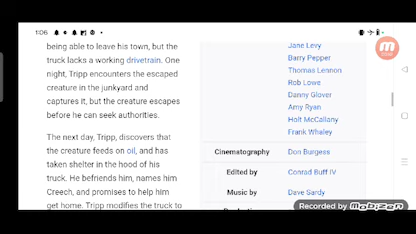 1:06
being able to leave his town, but the
truck lacks a working drivetrain. One
night, Tripp encounters the escaped
creature in the junkyard and
captures it, but the creature escapes
before he can seek authorities.
The next day, Tripp, discovers that
the creature feeds on oil, and has
taken shelter in the hood of his
truck. He befriends him, names him
Creech, and promises to help him
get home. Tripp modifies the truck to
Jane Levy
Barry Pepper
Thomas Lennon
Rob Lowe
Danny Glover
Amy Ryan
Holt McCallany
Frank Whaley
Cinematography Don Burgess
Edited by Conrad Buff IV
Music by Dave Sardy
Recorded by Mobizen